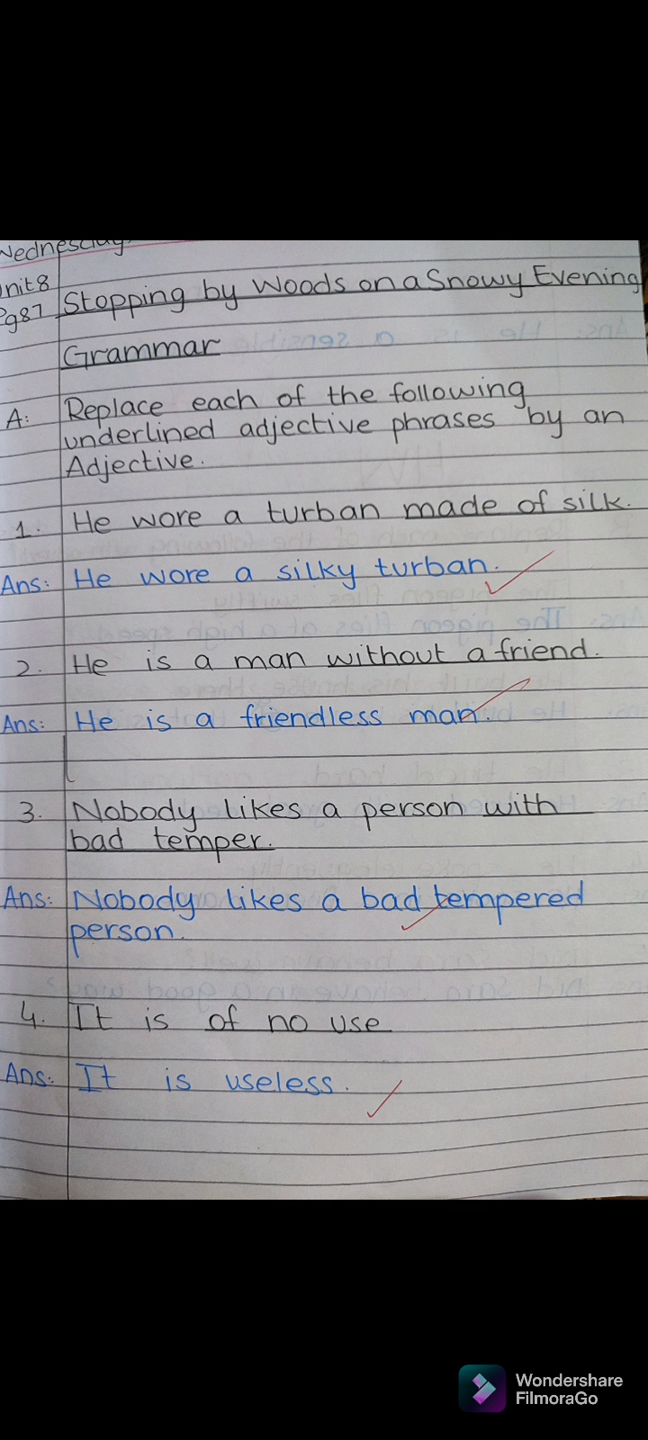 Wednesday
Unit 8
Pg 87 Stopping by Woods on a Snowy Evening
Grammar
A: Replace each of the following
underlined adjective phrases by an
Adjective.
1. He wore a turban made of silk.
Ans: He wore a silky turban.
2. He is a man without a friend.
Ans: He is a friendless man.
3. Nobody likes a person with
bad temper.
Ans: Nobody likes a bad tempered
person.
4. It is of no use
Ans: It is useless.
Wondershare
FilmoraGo